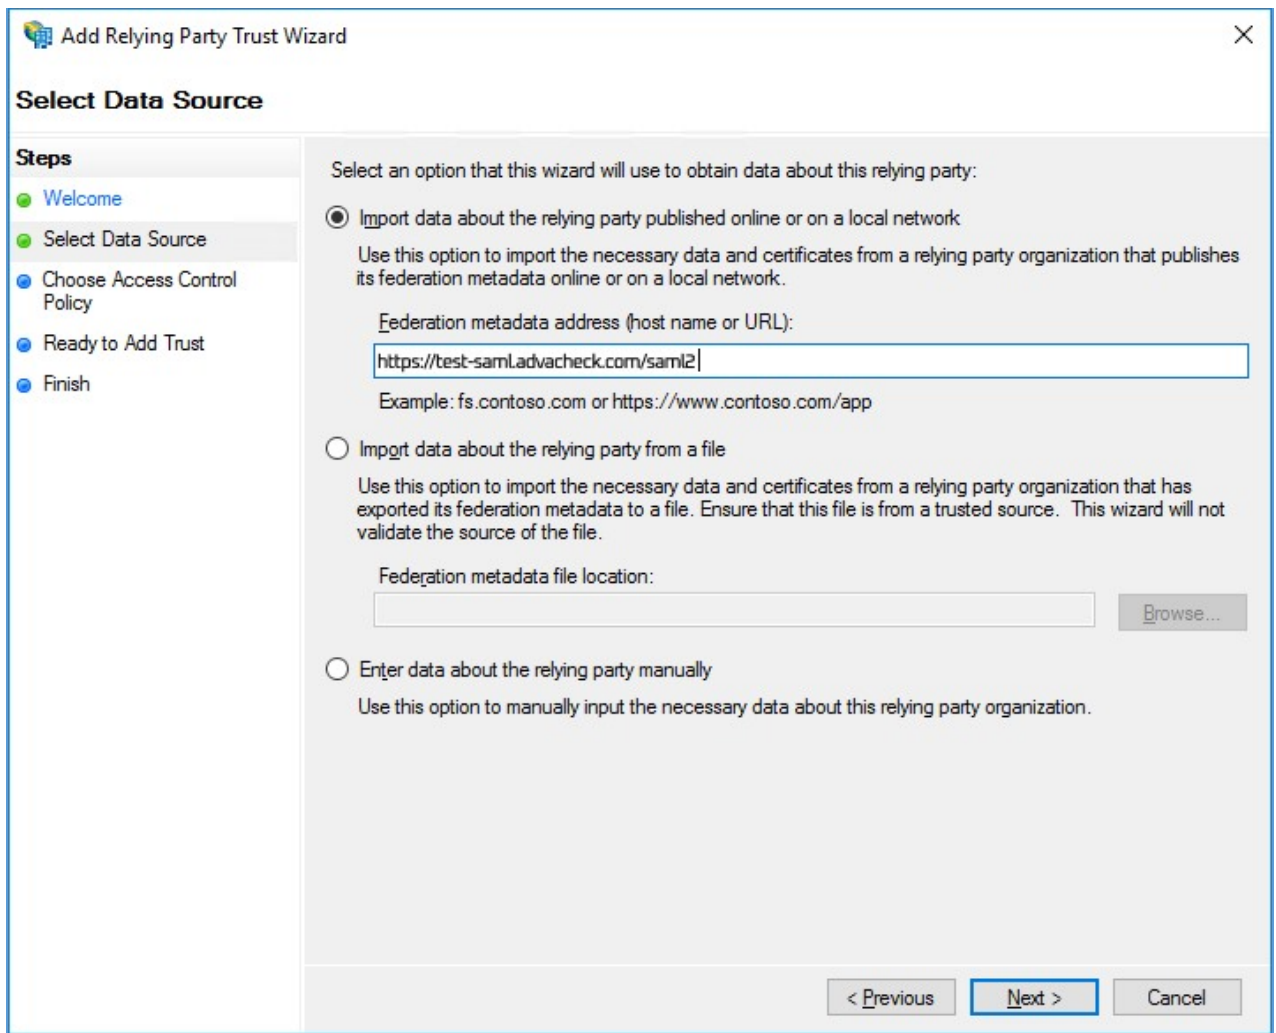 Add Relying Party Trust Wizard
Select Data Source
Steps
Welcome
Select Data Source
Choose Access Control
Policy
Ready to Add Trust
Finish
Select an option that this wizard will use to obtain data about this relying party:
Import data about the relying party published online or on a local network
Use this option to import the necessary data and certificates from a relying party organization that publishes
its federation metadata online or on a local network.
Federation metadata address (host name or URL):
https://test-saml.advacheck.com/saml2
Example: fs.contoso.com or https://www.contoso.com/app
Import data about the relying party from a file
Use this option to import the necessary data and certificates from a relying party organization that has
exported its federation metadata to a file. Ensure that this file is from a trusted source.  This wizard will not
validate the source of the file.
Federation metadata file location:
Browse...
Enter data about the relying party manually
Use this option to manually input the necessary data about this relying party organization.
< Previous
Next >
Cancel